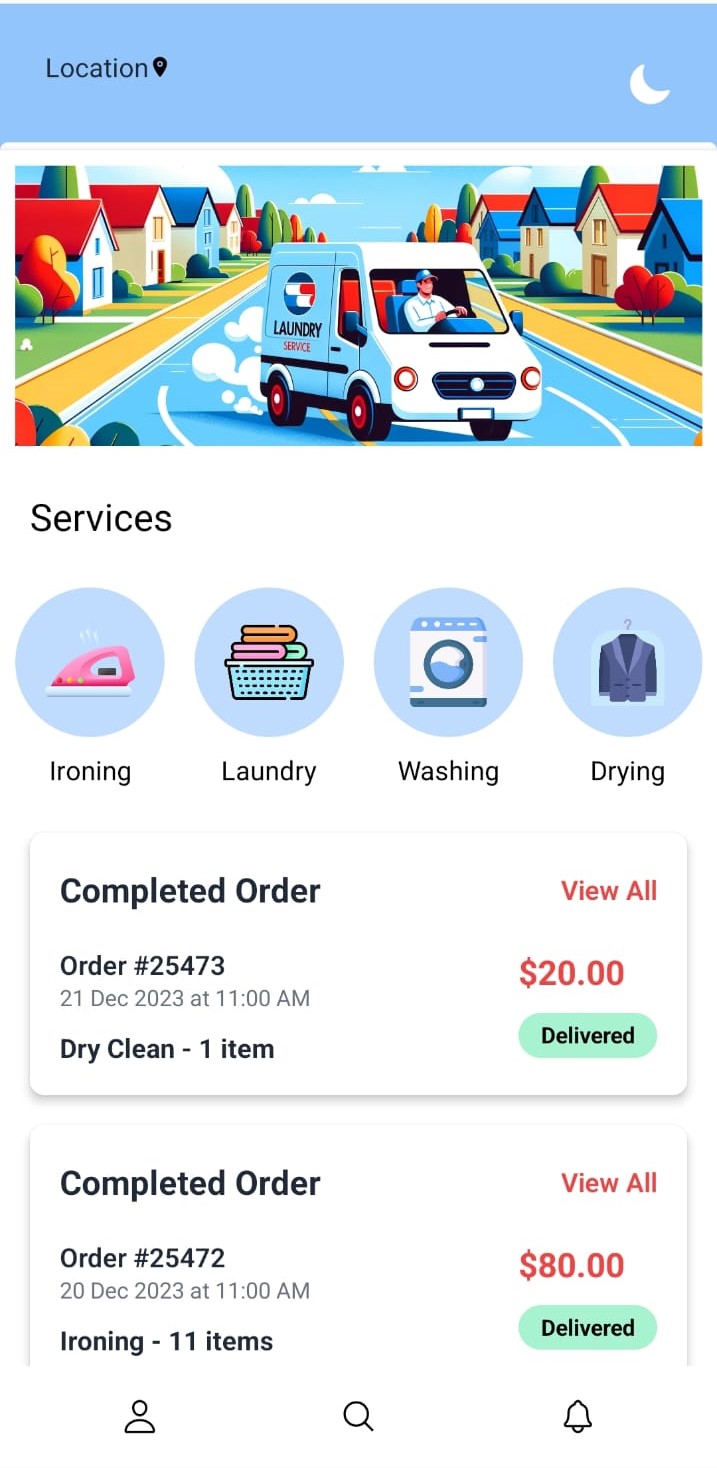 Location
LAUNDRY
SERVICE
Services
Ironing Laundry Washing Drying
Completed Order View All
Order #25473 $20.00
21 Dec 2023 at 11:00 AM
Dry Clean - 1 item Delivered
Completed Order View All
Order #25472 $80.00
20 Dec 2023 at 11:00 AM
Ironing - 11 items Delivered